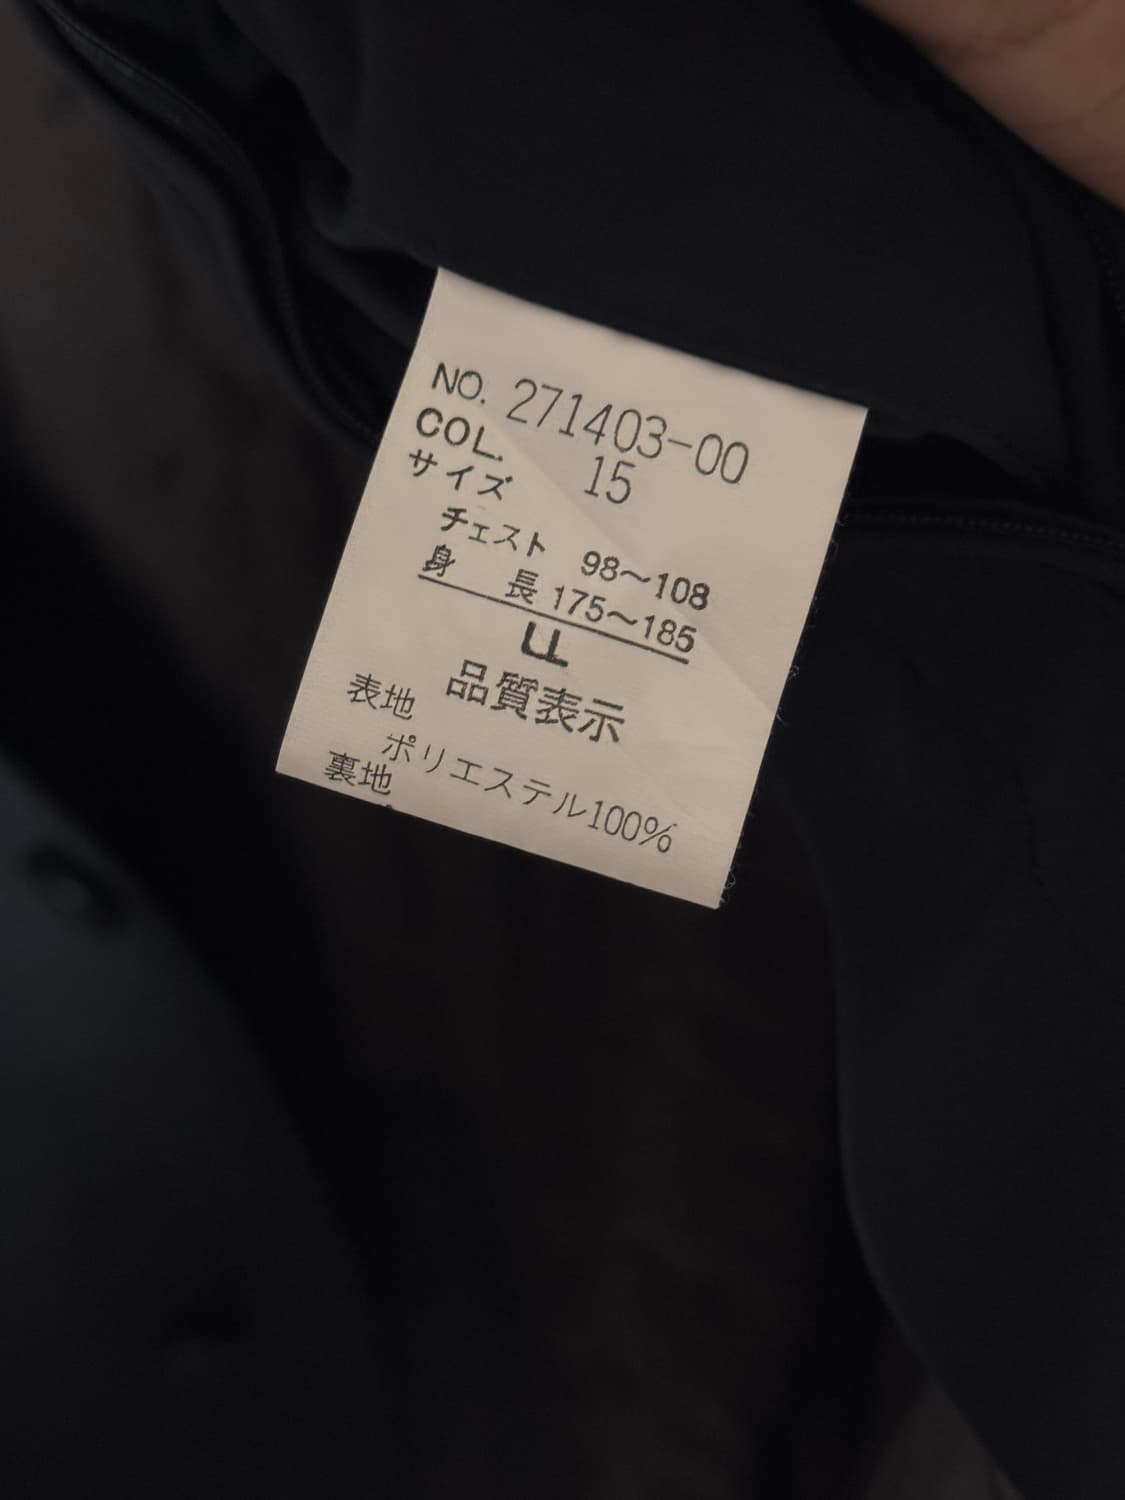 NO. 271403-00
COL. 15
サイズ
チェスト 98〜108
身 長 175〜185
LL
品質表示
表地
ポリエステル100%
裏地